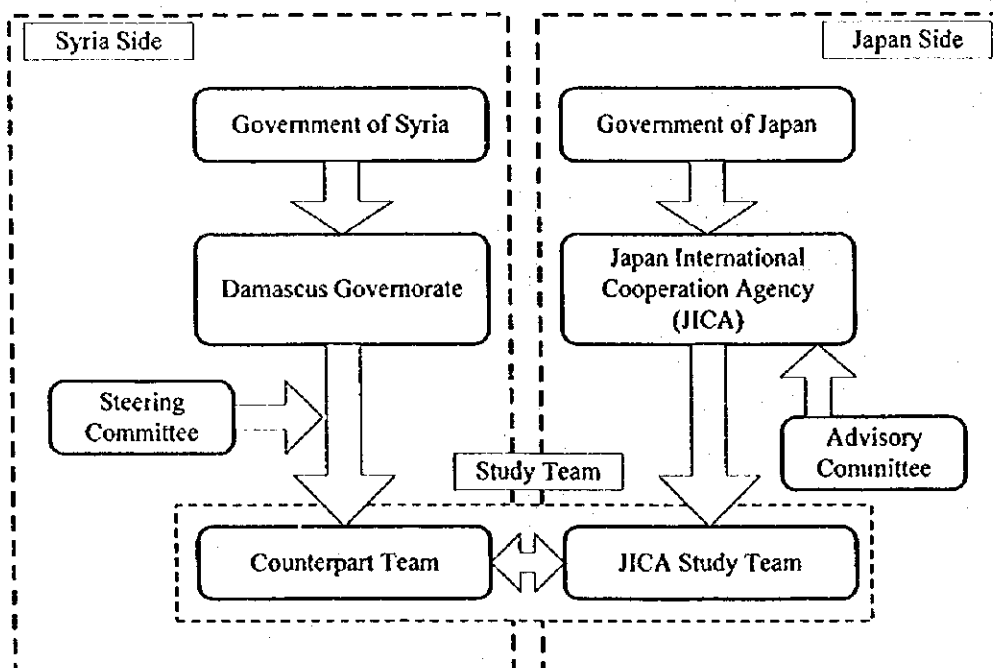 Syria Side
Japan Side
Government of Syria
Government of Japan
Damascus Governorate
Japan International
Cooperation Agency
(JICA)
Steering
Committee
Advisory
Committee
Study Team
Counterpart Team
JICA Study Team